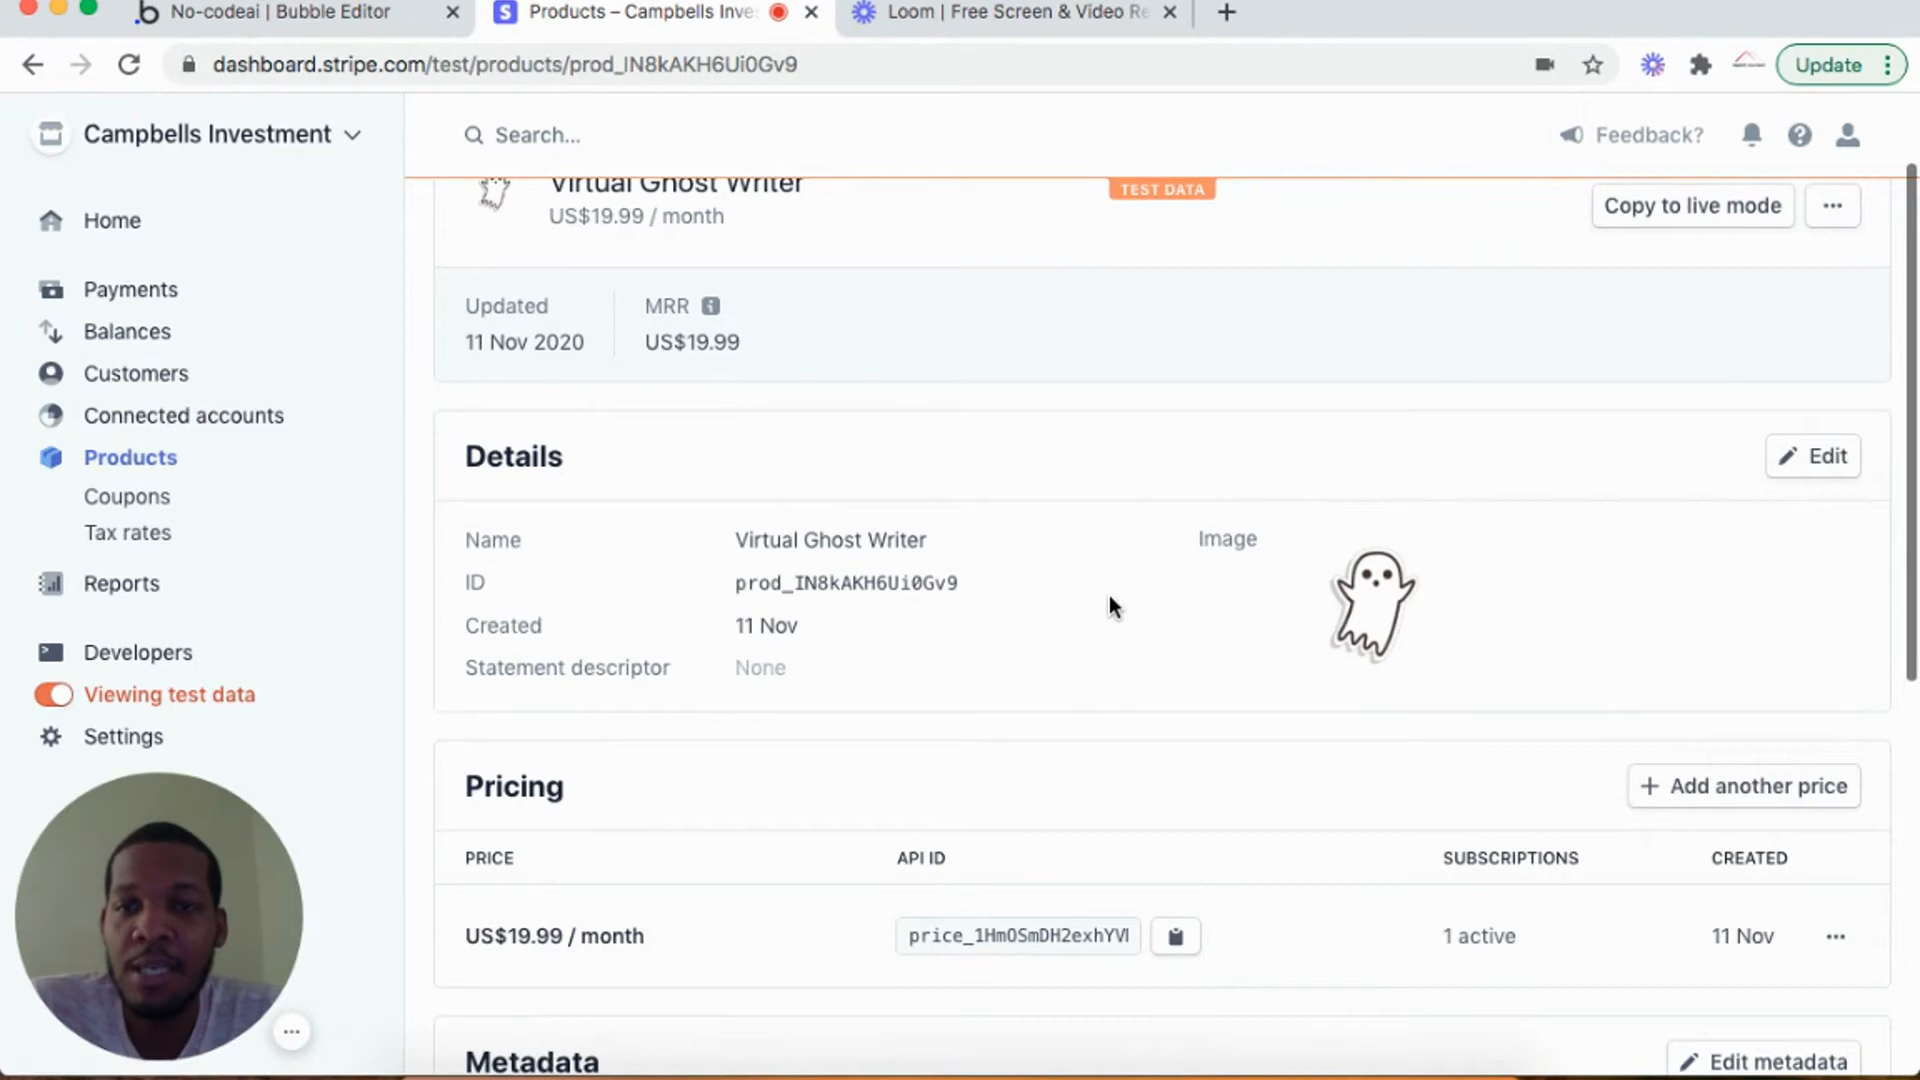 No-codeai | Bubble Editor
Products – Campbells Inve
Loom | Free Screen & Video Re
dashboard.stripe.com/test/products/prod_IN8kAKH6Ui0Gv9
Update
Campbells Investment
Search...
Feedback?
Home
Payments
Balances
Customers
Connected accounts
Products
Coupons
Tax rates
Reports
Developers
Viewing test data
Settings
Virtual Ghost Writer
TEST DATA
US$19.99 / month
Copy to live mode
Updated
MRR
11 Nov 2020
US$19.99
Details
Edit
Name
Virtual Ghost Writer
Image
ID
prod_IN8kAKH6Ui0Gv9
Created
11 Nov
Statement descriptor
None
Pricing
+ Add another price
PRICE
API ID
SUBSCRIPTIONS
CREATED
US$19.99 / month
price_1HmOSmDH2exhYV
1 active
11 Nov
Metadata
Edit metadata